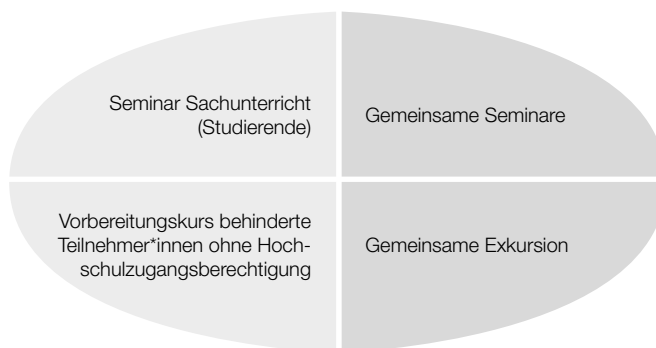 Seminar Sachunterricht
(Studierende)
Gemeinsame Seminare
Vorbereitungskurs behinderte
Teilnehmer*innen ohne Hoch-
schulzugangsberechtigung
Gemeinsame Exkursion